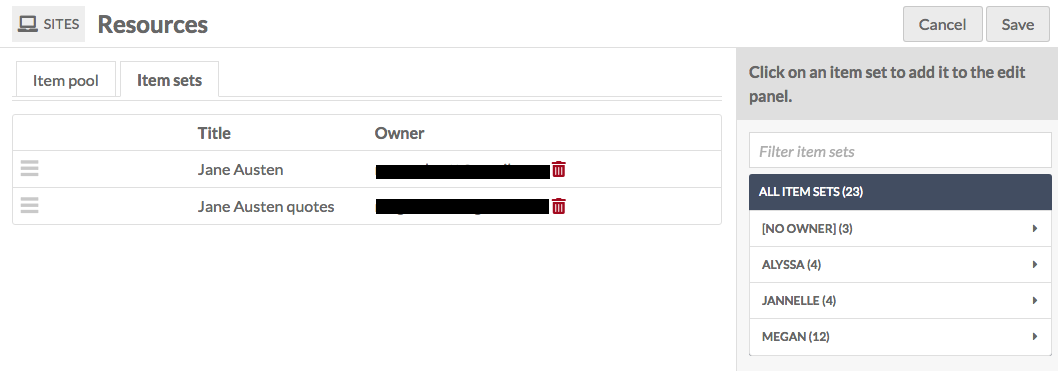 SITES Resources
Cancel Save
Item pool Item sets
Title Owner
Jane Austen
Jane Austen quotes
Click on an item set to add it to the edit
panel.
Filter item sets
ALL ITEM SETS (23)
[NO OWNER] (3)
ALYSSA (4)
JANNELLE (4)
MEGAN (12)